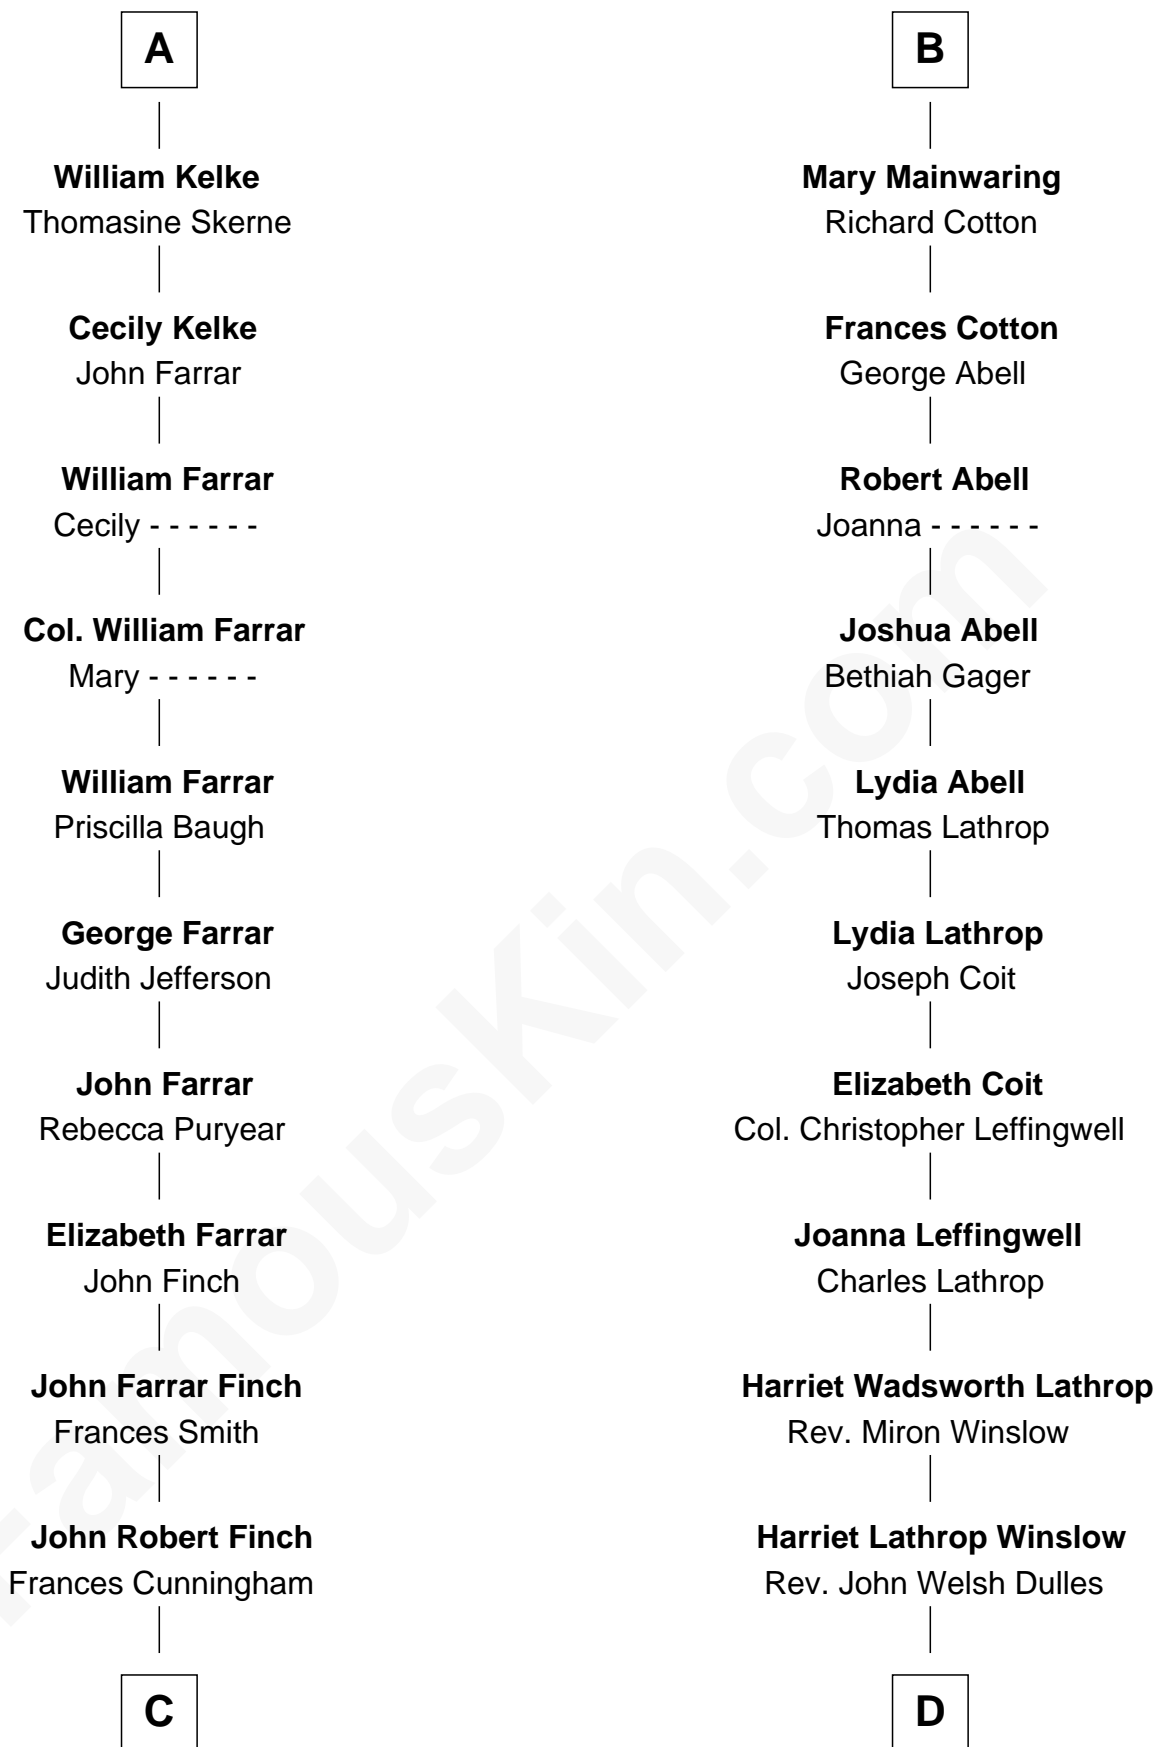 A
William Kelke
Thomasine Skerne
Cecily Kelke
John Farrar
William Farrar
Cecily - - - - - -
Col. William Farrar
Mary - - - - - -
William Farrar
Priscilla Baugh
George Farrar
Judith Jefferson
John Farrar
Rebecca Puryear
Elizabeth Farrar
John Finch
John Farrar Finch
Frances Smith
John Robert Finch
Frances Cunningham
C
B
Mary Mainwaring
Richard Cotton
Frances Cotton
George Abell
Robert Abell
Joanna - - - - - -
Joshua Abell
Bethiah Gager
Lydia Abell
Thomas Lathrop
Lydia Lathrop
Joseph Coit
Elizabeth Coit
Col. Christopher Leffingwell
Joanna Leffingwell
Charles Lathrop
Harriet Wadsworth Lathrop
Rev. Miron Winslow
Harriet Lathrop Winslow
Rev. John Welsh Dulles
D
FamousKin.com